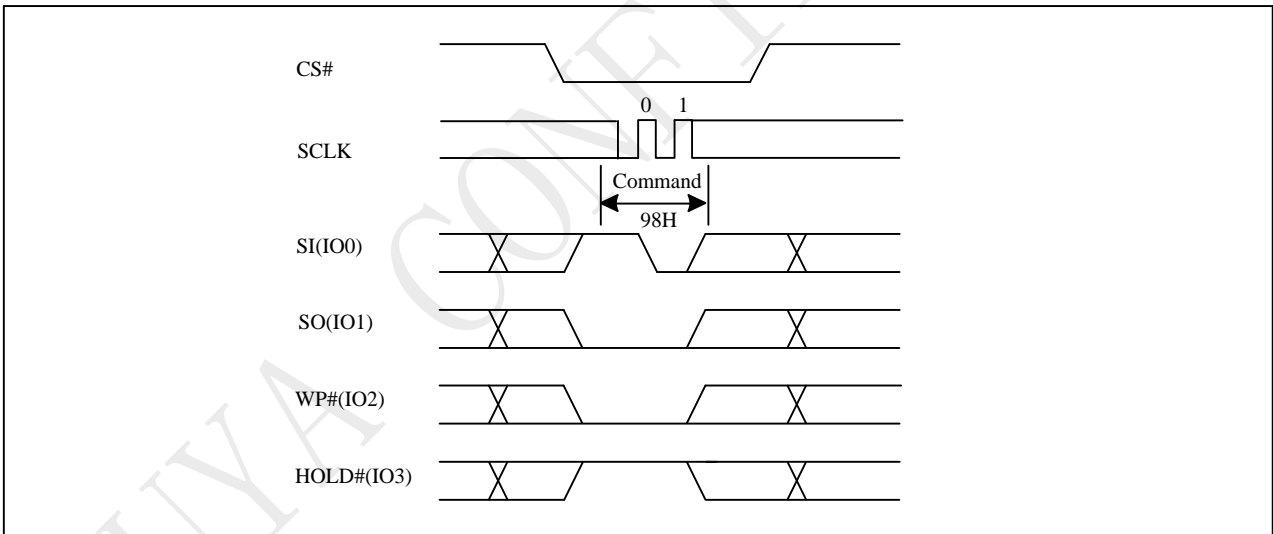 CS#
0 1
SCLK
Command
98H
SI(IO0)
SO(IO1)
WP#(IO2)
HOLD#(IO3)